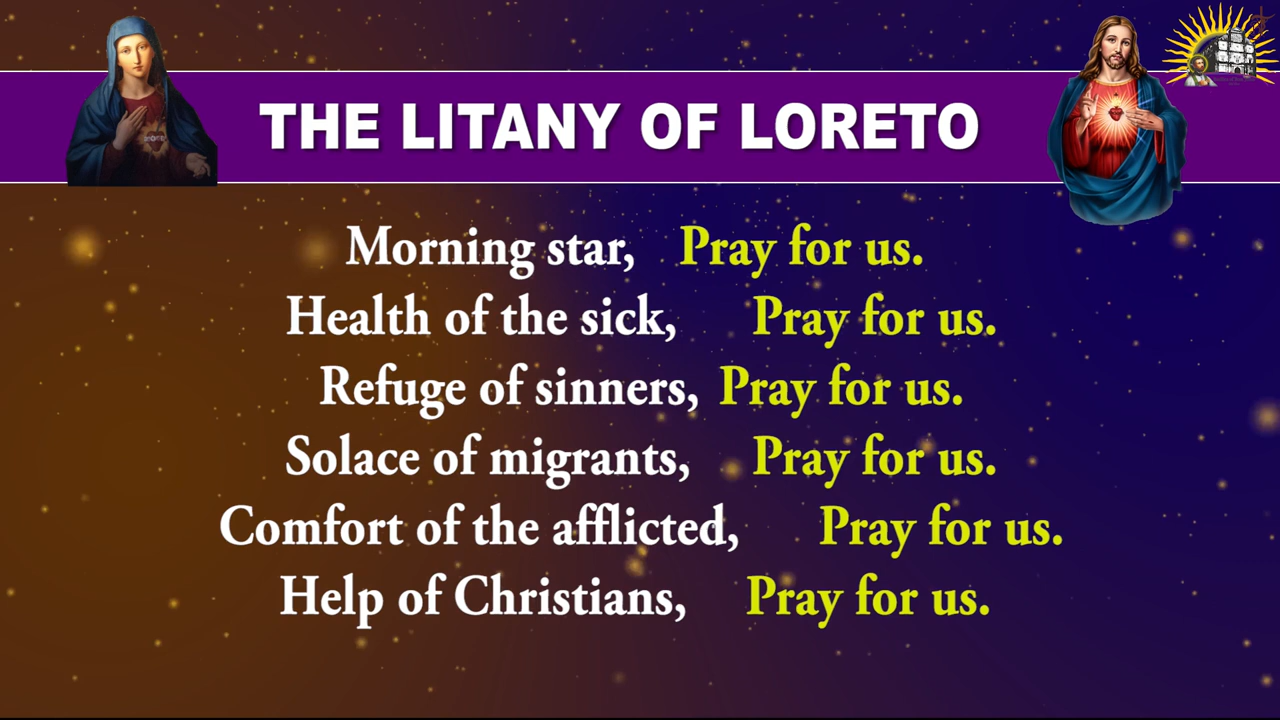 THE LITANY OF LORETO
Morning star, Pray for us.
Health of the sick, Pray for us.
Refuge of sinners, Pray for us.
Solace of migrants, Pray for us.
Comfort of the afflicted, Pray for us.
Help of Christians, Pray for us.